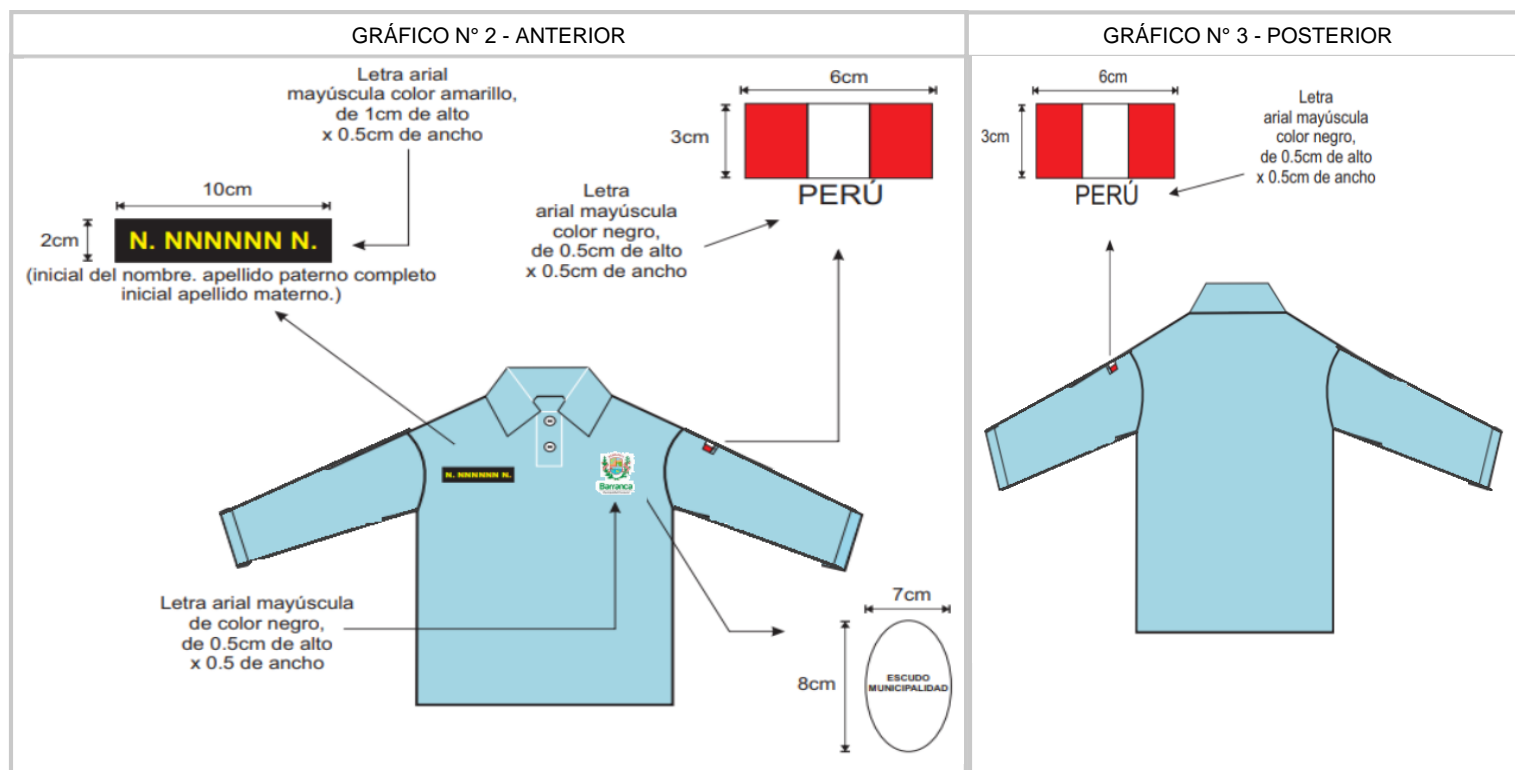 GRÁFICO N° 2 - ANTERIOR
Letra arial
mayúscula color amarillo,
de 1cm de alto
x 0.5cm de ancho
10cm
2cm
N. NNNNNN N.
(inicial del nombre. apellido paterno completo
inicial apellido materno.)
6cm
3cm
PERÚ
Letra
arial mayúscula
color negro,
de 0.5cm de alto
x 0.5cm de ancho
N. NNNNNN N.
Barranca
Letra arial mayúscula
de color negro,
de 0.5cm de alto
x 0.5 de ancho
7cm
8cm
ESCUDO
MUNICIPALIDAD
GRÁFICO N° 3 - POSTERIOR
6cm
3cm
PERÚ
Letra
arial mayúscula
color negro,
de 0.5cm de alto
x 0.5cm de ancho